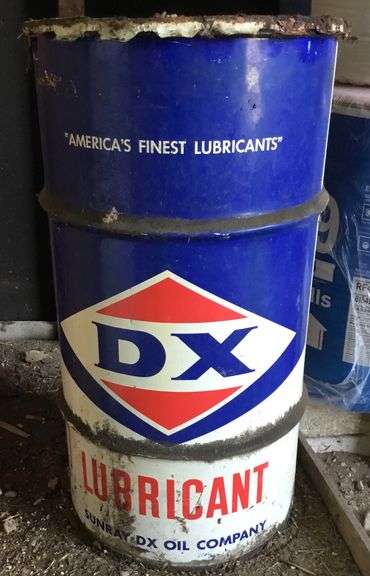 "AMERICA'S FINEST LUBRICANTS"
DX
LUBRICANT
SUNRAY DX OIL COMPANY